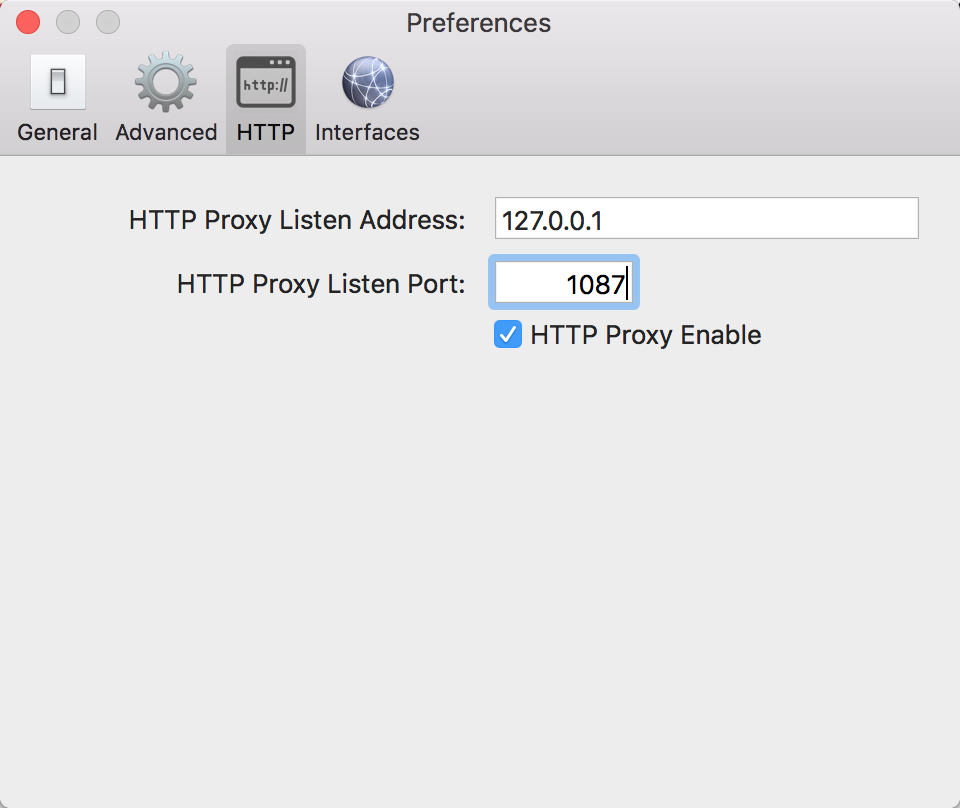 Preferences
http://
General Advanced HTTP Interfaces
HTTP Proxy Listen Address: 127.0.0.1
HTTP Proxy Listen Port: 1087
HTTP Proxy Enable